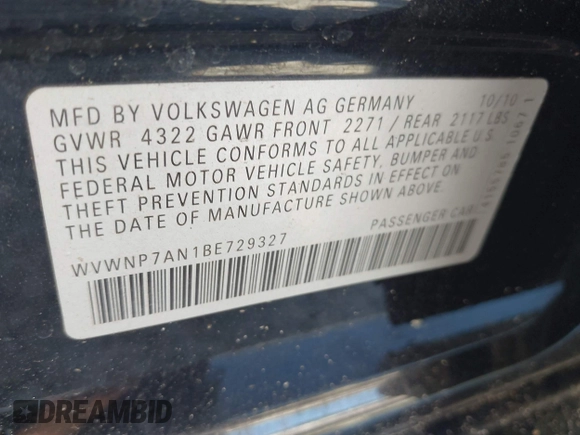 MFD BY VOLKSWAGEN AG GERMANY 10/10
GVWR 4322 GAWR FRONT 2271 / REAR 2117 LBS
THIS VEHICLE CONFORMS TO ALL APPLICABLE U.S.
FEDERAL MOTOR VEHICLE SAFETY, BUMPER AND
THEFT PREVENTION STANDARDS IN EFFECT ON
THE DATE OF MANUFACTURE SHOWN ABOVE.
WVWNP7AN1BE729327 PASSENGER CAR
DREAMBID